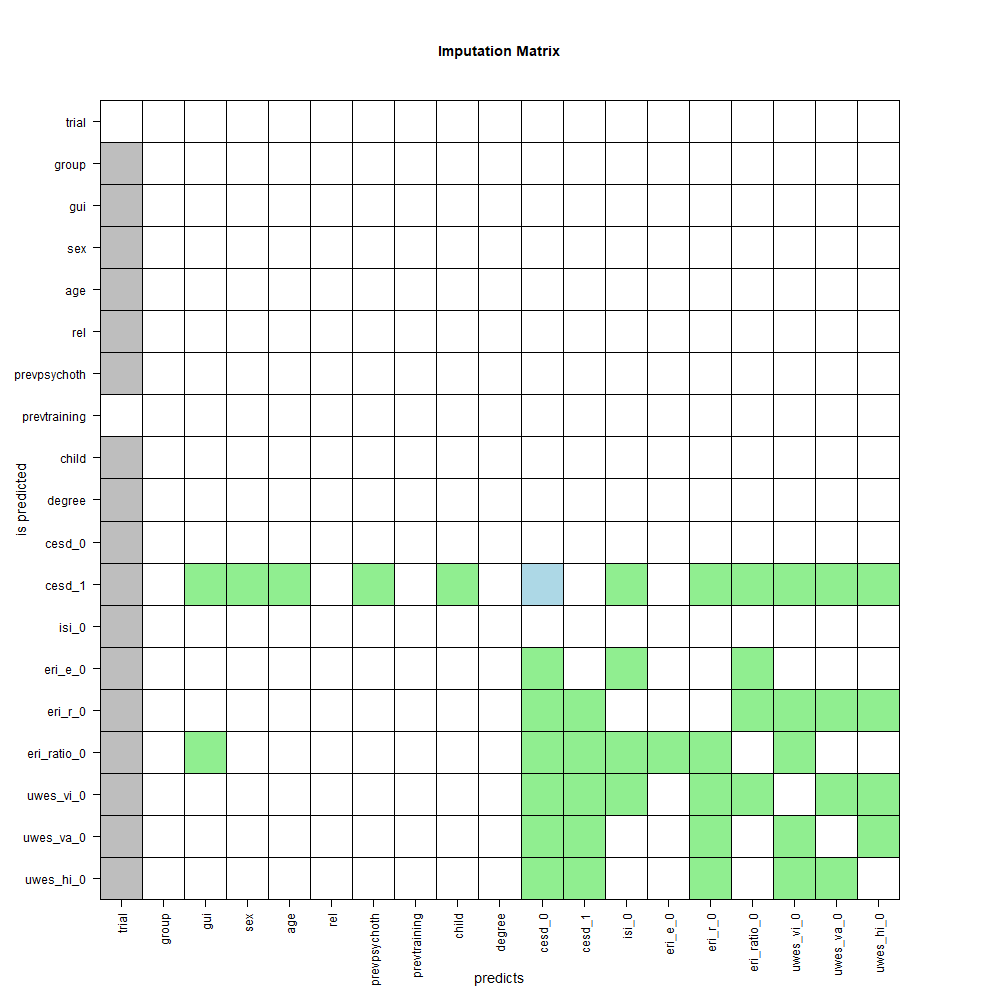 Imputation Matrix
trial
group
gui
sex
age
rel
prevpsychoth
prevtraining
child
degree
cesd_0
cesd_1
isi_0
eri_e_0
eri_r_0
eri_ratio_0
uwes_vi_0
uwes_va_0
uwes_hi_0
is predicted
trial
group
gui
sex
age
rel
prevpsychoth
prevtraining
child
degree
cesd_0
cesd_1
isi_0
eri_e_0
eri_r_0
eri_ratio_0
uwes_vi_0
uwes_va_0
uwes_hi_0
predicts